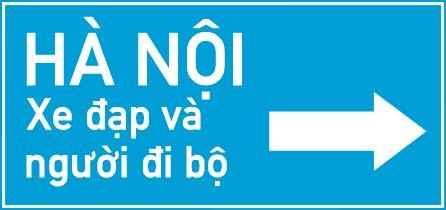 HÀ NỘI
Xe đạp và
người đi bộ